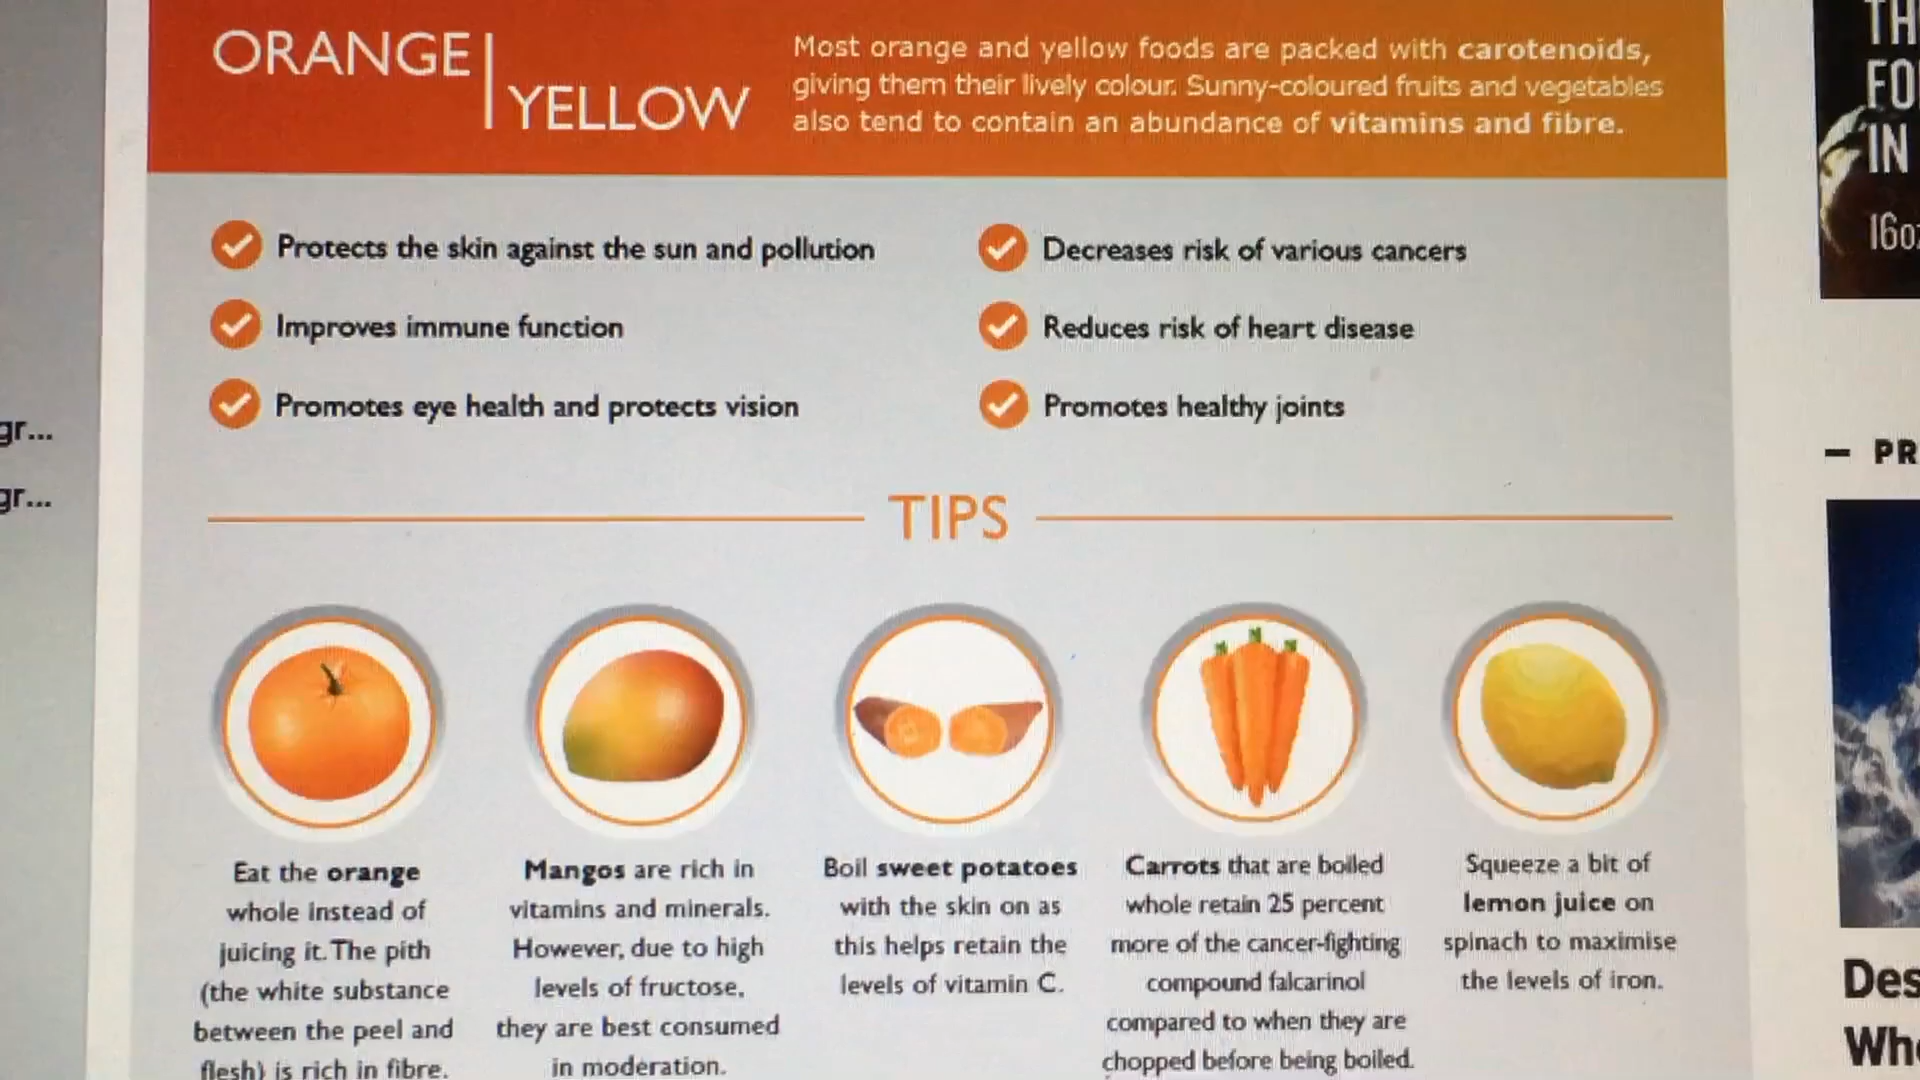 ORANGE
YELLOW
Most orange and yellow foods are packed with carotenoids,
giving them their lively colour. Sunny-coloured fruits and vegetables
also tend to contain an abundance of vitamins and fibre.
Protects the skin against the sun and pollution
Improves immune function
Promotes eye health and protects vision
Decreases risk of various cancers
Reduces risk of heart disease
Promotes healthy joints
TIPS
Eat the orange
whole instead of
juicing it. The pith
(the white substance
between the peel and
flesh) is rich in fibre.
Mangos are rich in
vitamins and minerals.
However, due to high
levels of fructose,
they are best consumed
in moderation.
Boil sweet potatoes
with the skin on as
this helps retain the
levels of vitamin C.
Carrots that are boiled
whole retain 25 percent
more of the cancer-fighting
compound falcarinol
compared to when they are
chopped before being boiled.
Squeeze a bit of
lemon juice on
spinach to maximise
the levels of iron.
gr...
gr...
IN